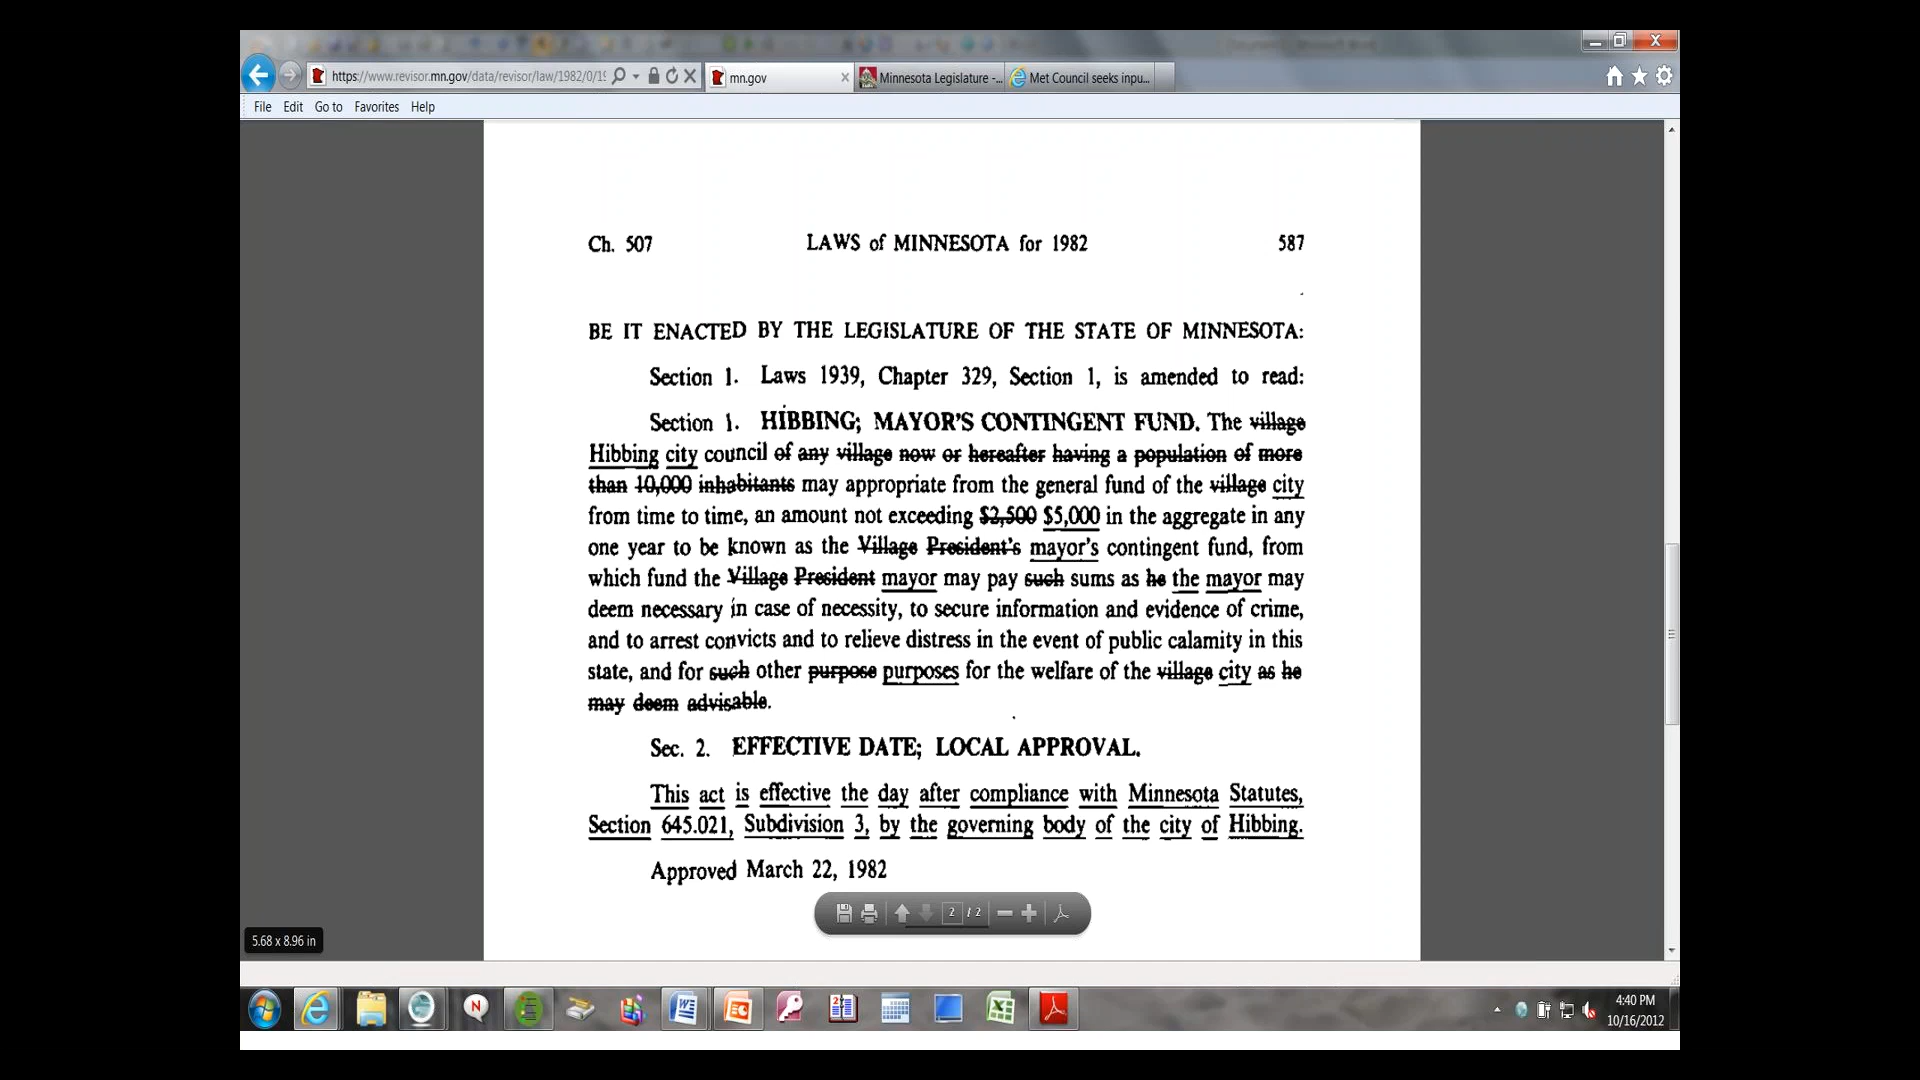 https://www.revisor.mn.gov/data/revisor/law/1982/0/19
mn.gov
Minnesota Legislature -...
Met Council seeks inpu...
File Edit Go to Favorites Help
Ch. 507 LAWS of MINNESOTA for 1982 587
BE IT ENACTED BY THE LEGISLATURE OF THE STATE OF MINNESOTA:
Section 1. Laws 1939, Chapter 329, Section 1, is amended to read:
Section 1. HIBBING; MAYOR'S CONTINGENT FUND. The village
Hibbing city council of any village now or hereafter having a population of more
than 10,000 inhabitants may appropriate from the general fund of the village city
from time to time, an amount not exceeding $2,500 $5,000 in the aggregate in any
one year to be known as the Village President's mayor's contingent fund, from
which fund the Village President mayor may pay such sums as he the mayor may
deem necessary in case of necessity, to secure information and evidence of crime,
and to arrest convicts and to relieve distress in the event of public calamity in this
state, and for such other purpose purposes for the welfare of the village city as he
may deem advisable.
Sec. 2. EFFECTIVE DATE; LOCAL APPROVAL.
This act is effective the day after compliance with Minnesota Statutes,
Section 645.021, Subdivision 3, by the governing body of the city of Hibbing.
Approved March 22, 1982
2 / 2
5.68 x 8.96 in
4:40 PM
10/16/2012